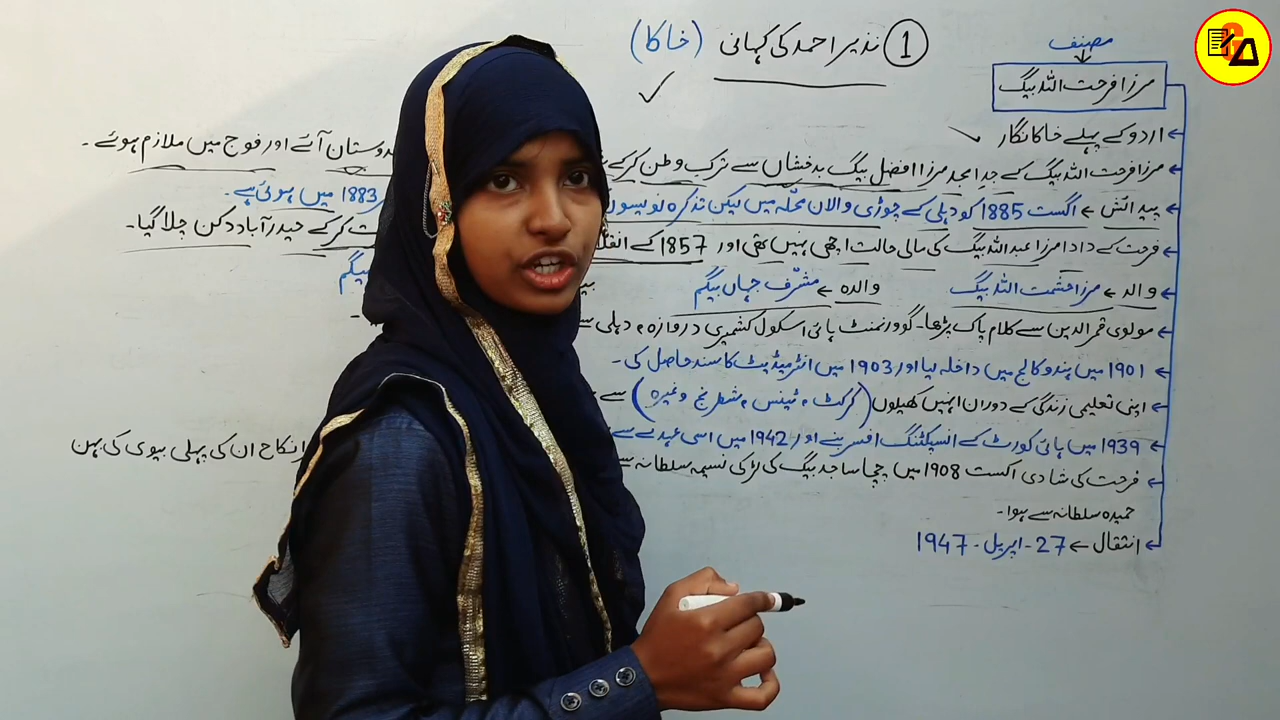 ① نذیر احمد کی کہانی (خاکا)
مصنف
مرزا فرحت اللہ بیگ
اردو کے پہلے خاکا نگار
مرزا فرحت اللہ بیگ کے جدِ امجد مرزا افضل بیگ بدخشاں سے ترک وطن کرکے دوستان آئے اور فوج میں ملازم ہوئے۔
پیدائش ← اگست 1885 کو دہلی کے چوڑی والان محلّہ میں لیکن تذکرہ نویسوں 1883 میں ہوئی ہے۔
فرحت کے دادا مرزا عبداللہ بیگ کی مالی حالت اچھی نہیں تھی اور 1857 کے کرکے حیدرآباد دکن چلا گیا۔
والد ← مرزا حشمت اللہ بیگ والدہ ← مشرّف جہاں بیگم بیگم
مولوی قمرالدین سے کلام پاک پڑھا۔ گورنمنٹ ہائی اسکول کشمیری دروازہ، دہلی
1901 میں ہندو کالج میں داخلہ لیا اور 1903 میں انٹرمیڈیٹ کا سند حاصل کی۔
اپنی تعلیمی زندگی کے دوران انہیں کھیلوں (کرکٹ، ٹینس، شطرنج وغیرہ) سے
1939 میں ہائی کورٹ کے انسپکٹنگ افسر بنے اور 1942 میں اسی عہدے سے
فرحت کی شادی اگست 1908 میں چچا ساجد بیگ کی لڑکی نسیمہ سلطانہ نکاح ان کی پہلی بیوی کی بہن
حمیدہ سلطانہ سے ہوا۔
انتقال ← 27 - اپریل - 1947